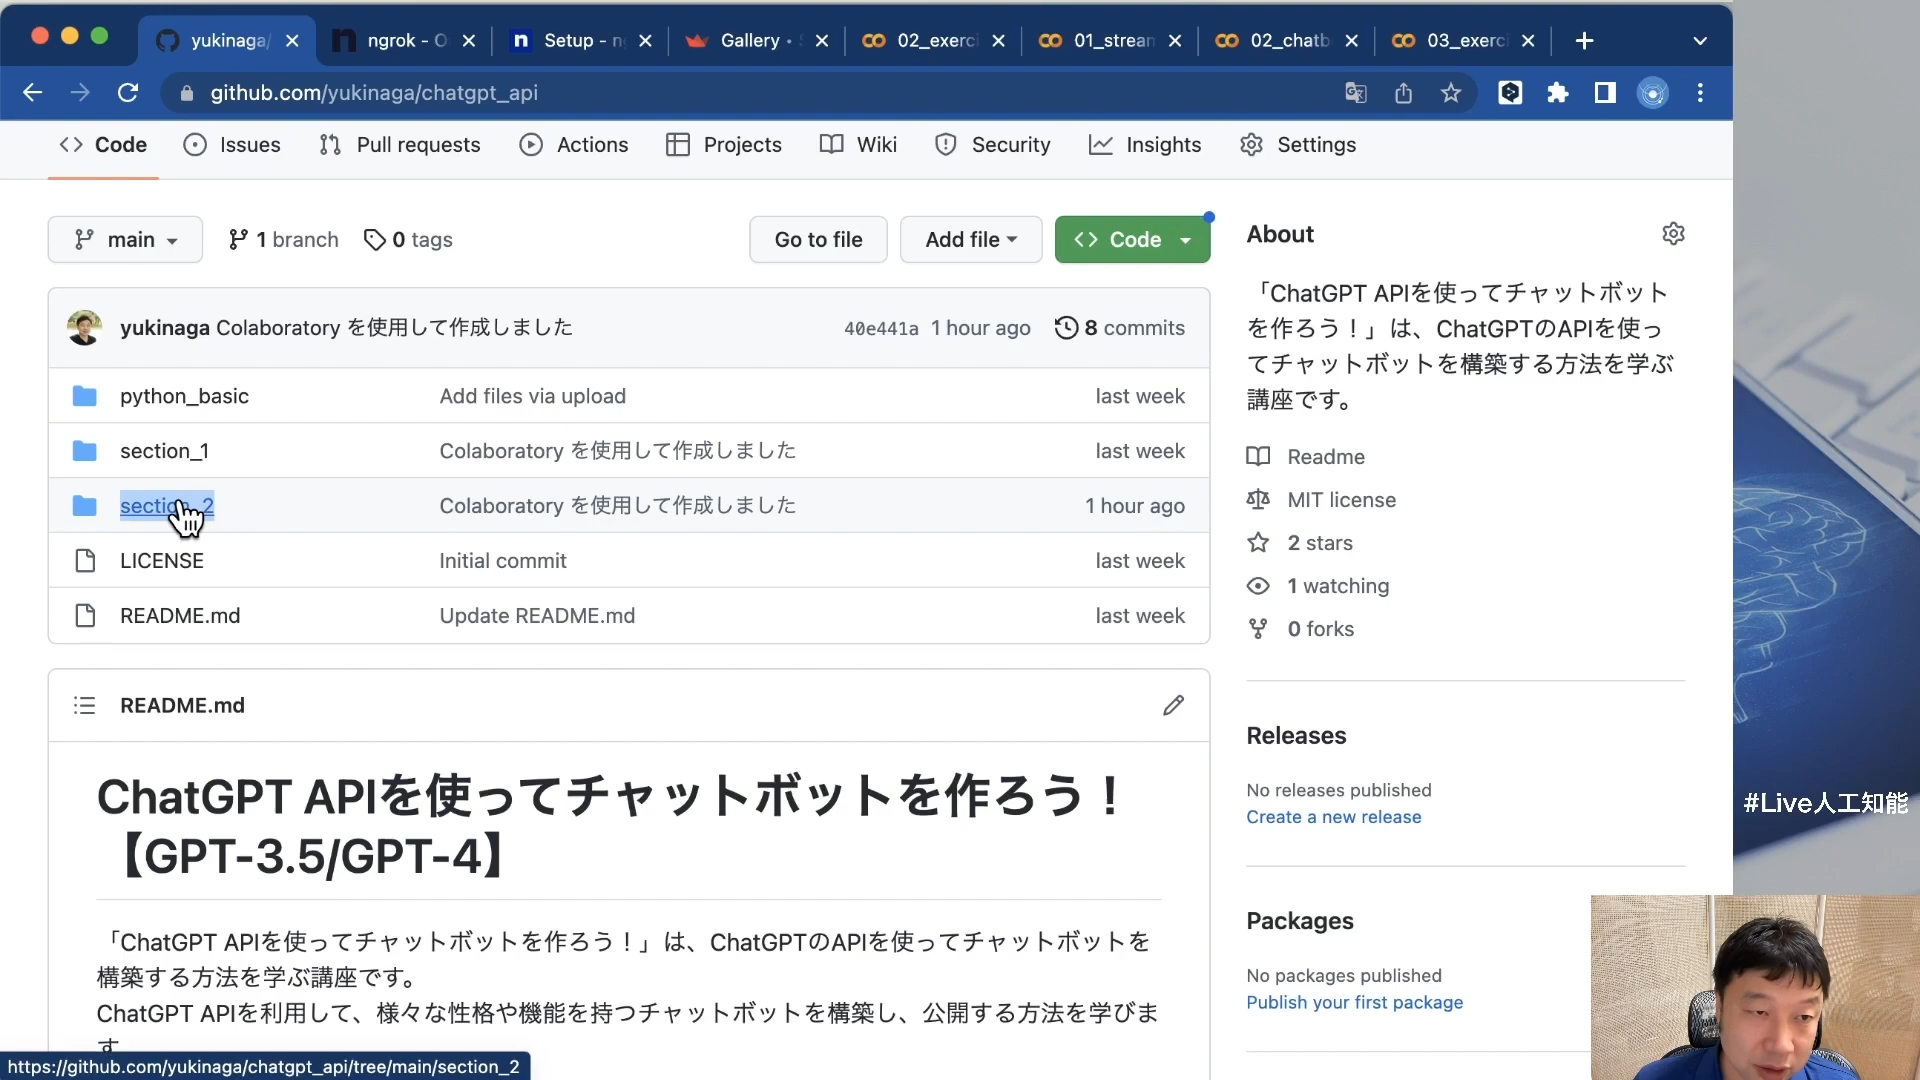 yukinaga/
ngrok - O
Setup - n
Gallery •
02_exerci
01_strean
02_chatb
03_exerci
github.com/yukinaga/chatgpt_api
Code
Issues
Pull requests
Actions
Projects
Wiki
Security
Insights
Settings
main
1 branch
0 tags
Go to file
Add file
Code
yukinaga Colaboratory を使用して作成しました
40e441a 1 hour ago
8 commits
python_basic
Add files via upload
last week
section_1
Colaboratory を使用して作成しました
last week
section_2
Colaboratory を使用して作成しました
1 hour ago
LICENSE
Initial commit
last week
README.md
Update README.md
last week
README.md
ChatGPT APIを使ってチャットボットを作ろう！
【GPT-3.5/GPT-4】
「ChatGPT APIを使ってチャットボットを作ろう！」は、ChatGPTのAPIを使ってチャットボットを
構築する方法を学ぶ講座です。
ChatGPT APIを利用して、様々な性格や機能を持つチャットボットを構築し、公開する方法を学びま
す
https://github.com/yukinaga/chatgpt_api/tree/main/section_2
About
「ChatGPT APIを使ってチャットボット
を作ろう！」は、ChatGPTのAPIを使っ
てチャットボットを構築する方法を学ぶ
講座です。
Readme
MIT license
2 stars
1 watching
0 forks
Releases
No releases published
Create a new release
Packages
No packages published
Publish your first package
#Live人工知能